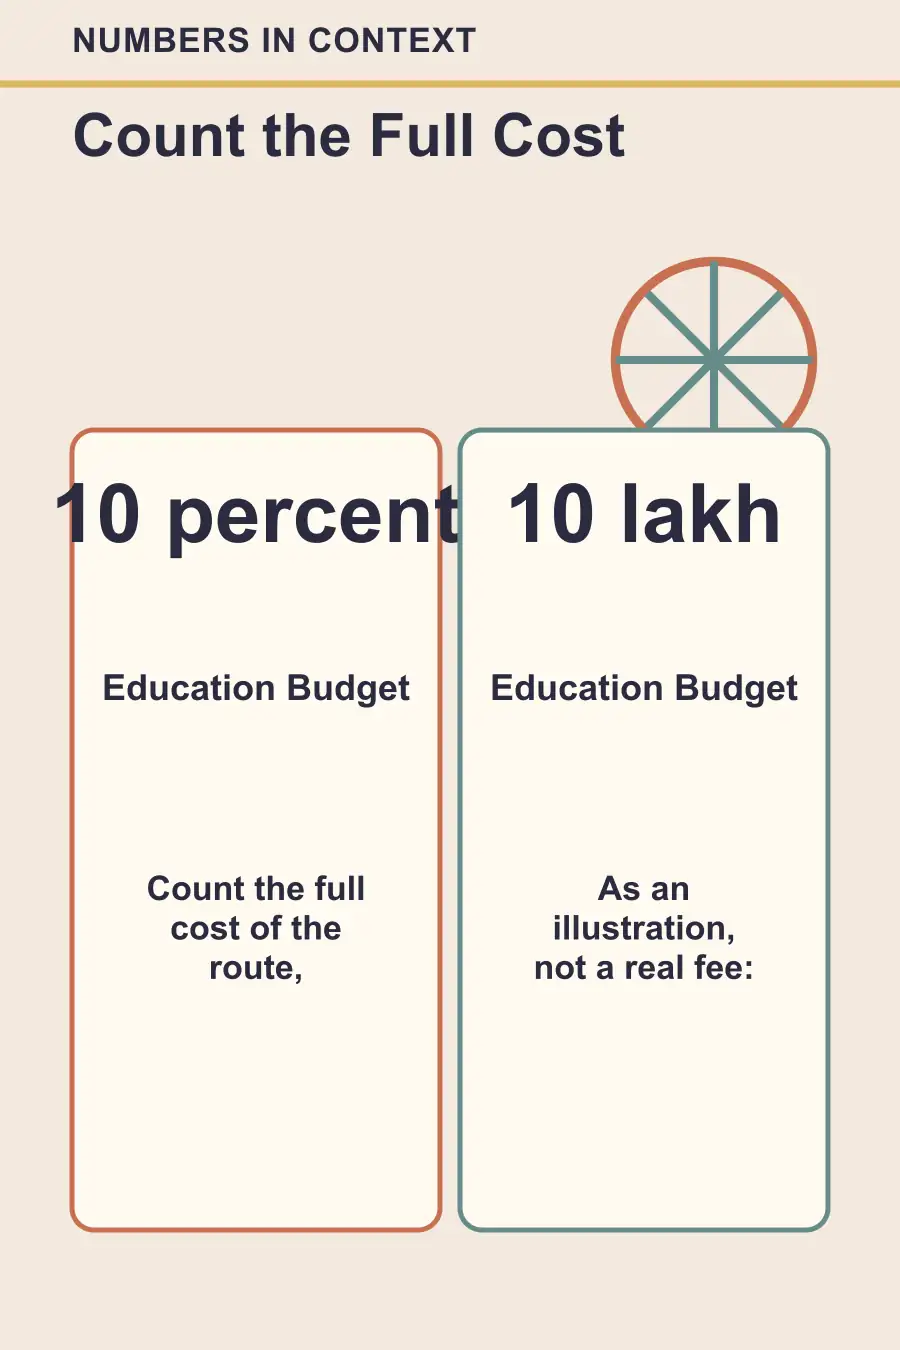 NUMBERS IN CONTEXT
Count the Full Cost
10 percent
Education Budget
Count the full
cost of the
route,
10 lakh
Education Budget
As an
illustration,
not a real fee: